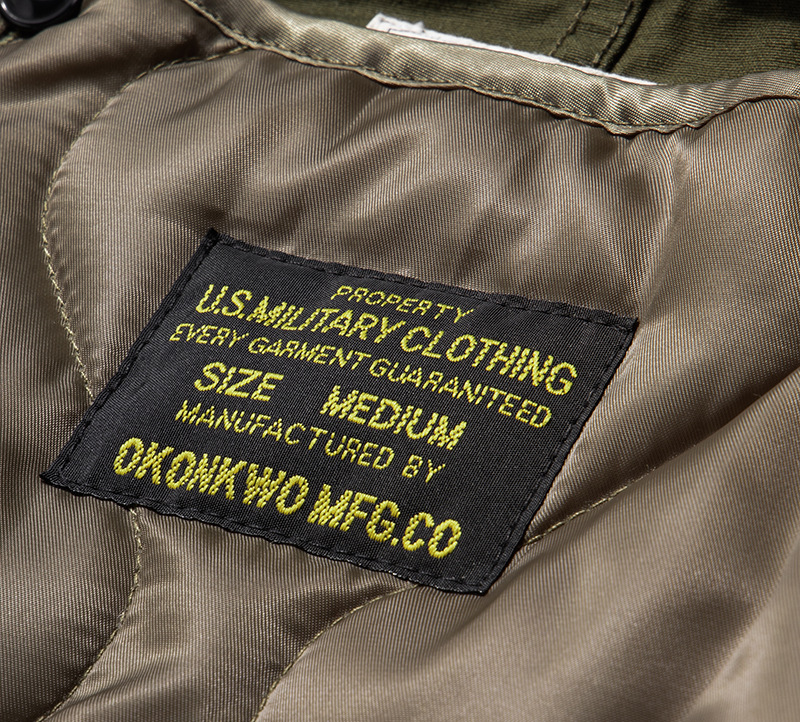 PROPERTY
U.S.MILITARY CLOTHING
EVERY GARMENT GUARANITEED
SIZE MEDIUM
MANUFACTURED BY
OKONKWO MFG.CO